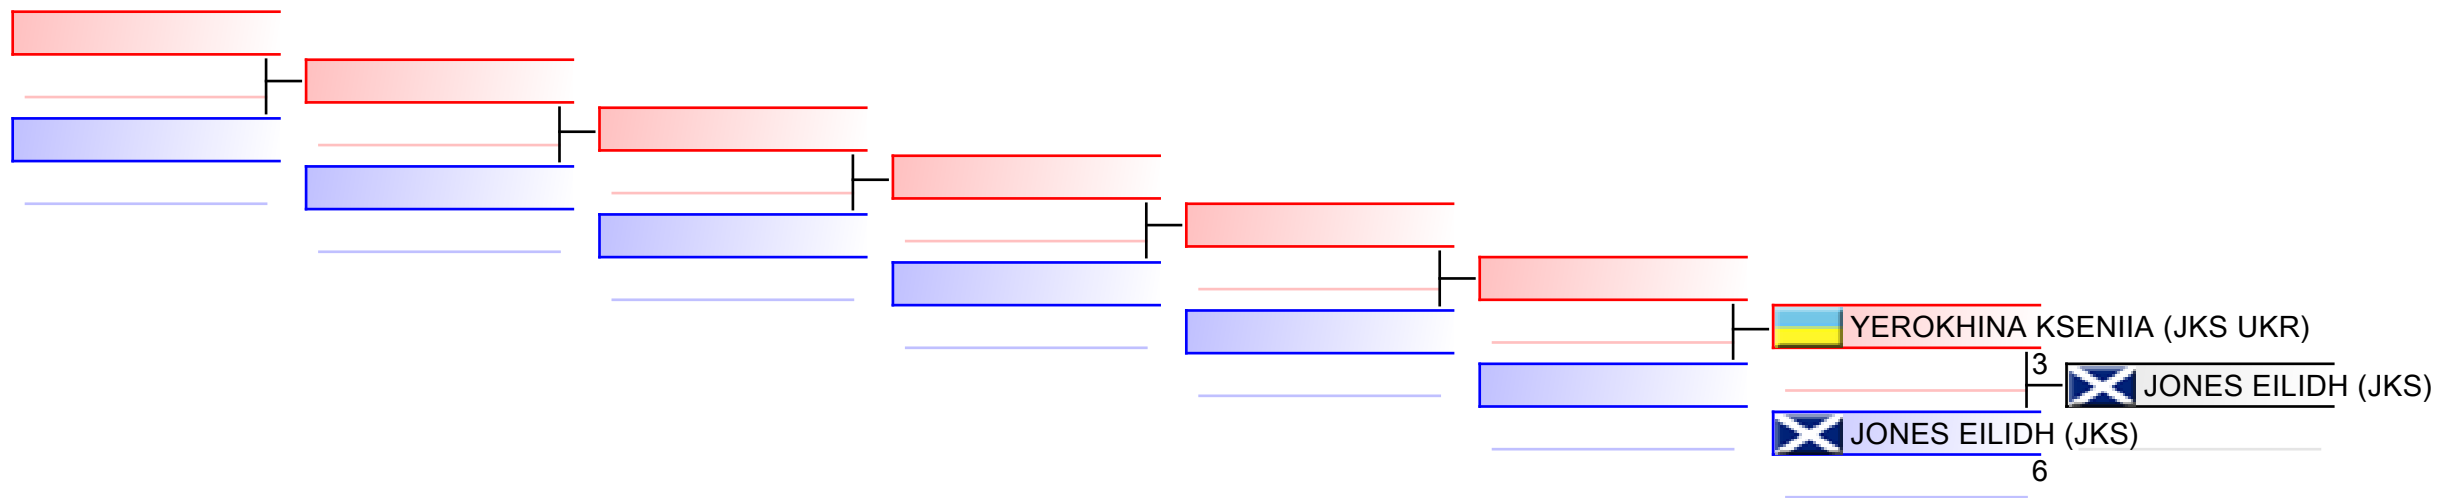 YEROKHINA KSENIIA (JKS UKR)
3
JONES EILIDH (JKS)
JONES EILIDH (JKS)
6